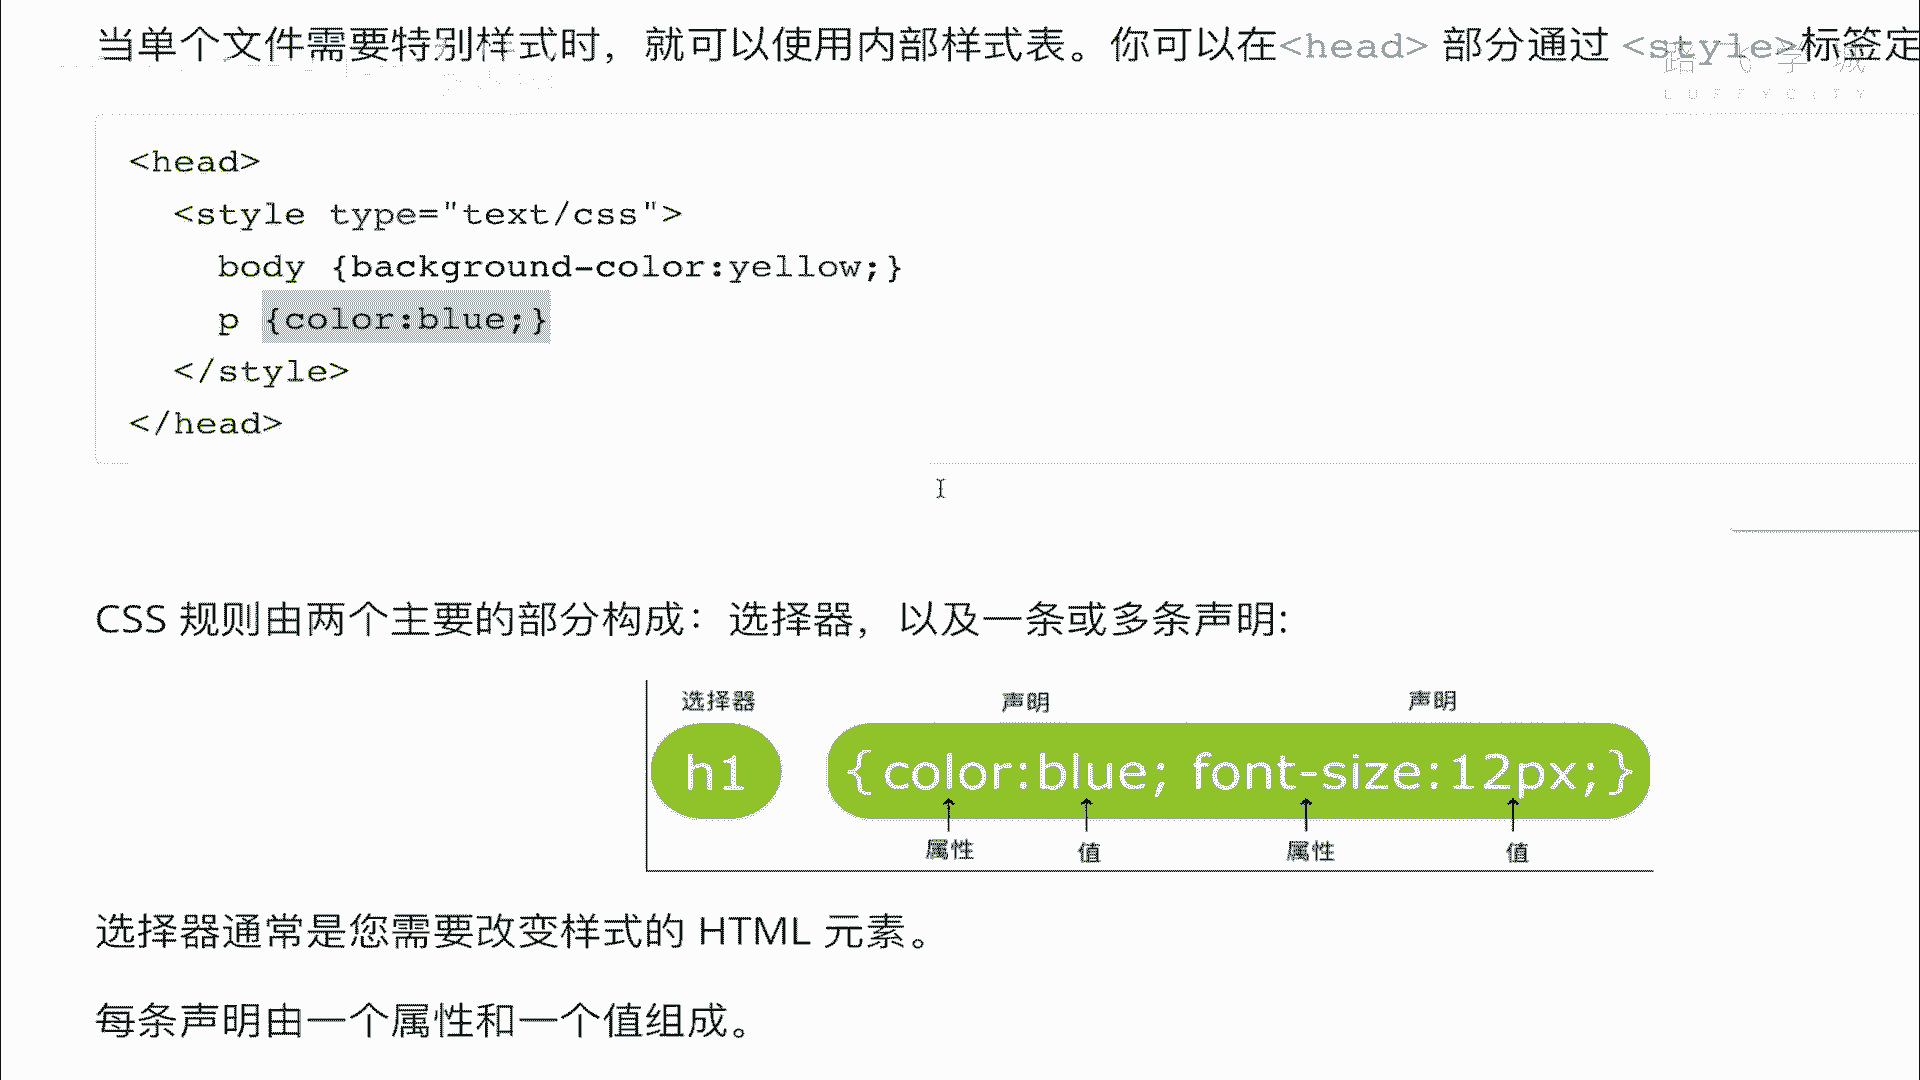 当单个文件需要特别样式时，就可以使用内部样式表。你可以在<head> 部分通过 <style>标签定
路飞学城
LUFFYCITY
<head>
<style type="text/css">
body {background-color:yellow;}
p {color:blue;}
</style>
</head>
CSS 规则由两个主要的部分构成：选择器，以及一条或多条声明:
选择器 声明 声明
h1 {color:blue; font-size:12px;}
属性 值 属性 值
选择器通常是您需要改变样式的 HTML 元素。
每条声明由一个属性和一个值组成。